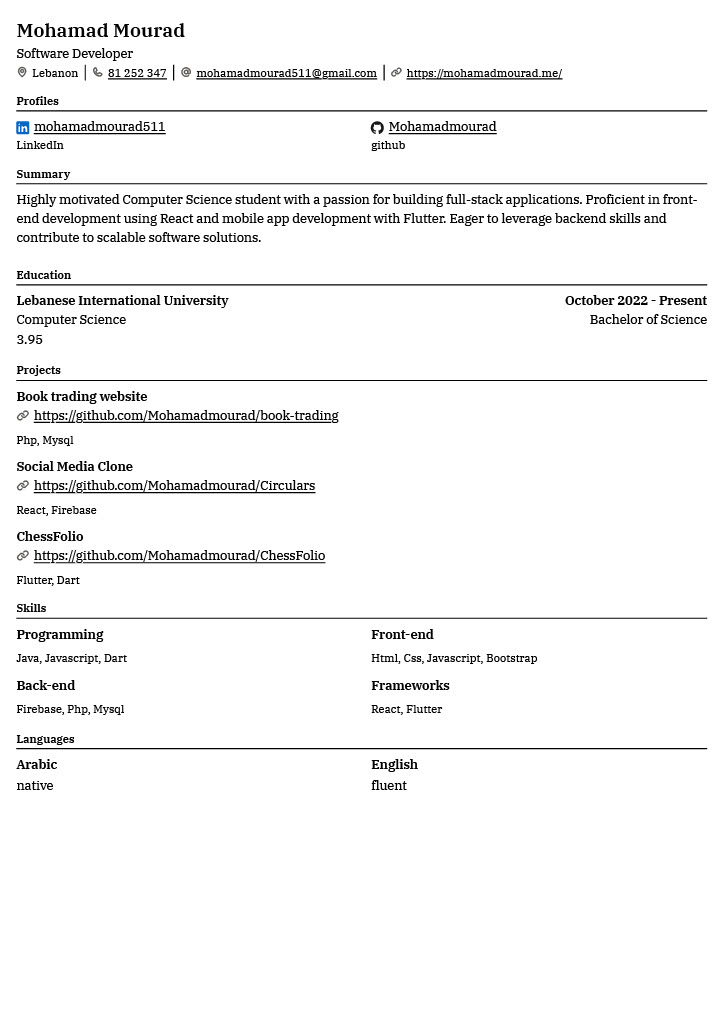 Mohamad Mourad
Software Developer
Lebanon | 81 252 347 | mohamadmourad511@gmail.com | https://mohamadmourad.me/
Profiles
mohamadmourad511 Mohamadmourad
LinkedIn github
Summary
Highly motivated Computer Science student with a passion for building full-stack applications. Proficient in front-
end development using React and mobile app development with Flutter. Eager to leverage backend skills and
contribute to scalable software solutions.
Education
Lebanese International University October 2022 - Present
Computer Science Bachelor of Science
3.95
Projects
Book trading website
https://github.com/Mohamadmourad/book-trading
Php, Mysql
Social Media Clone
https://github.com/Mohamadmourad/Circulars
React, Firebase
ChessFolio
https://github.com/Mohamadmourad/ChessFolio
Flutter, Dart
Skills
Programming Front-end
Java, Javascript, Dart Html, Css, Javascript, Bootstrap
Back-end Frameworks
Firebase, Php, Mysql React, Flutter
Languages
Arabic English
native fluent